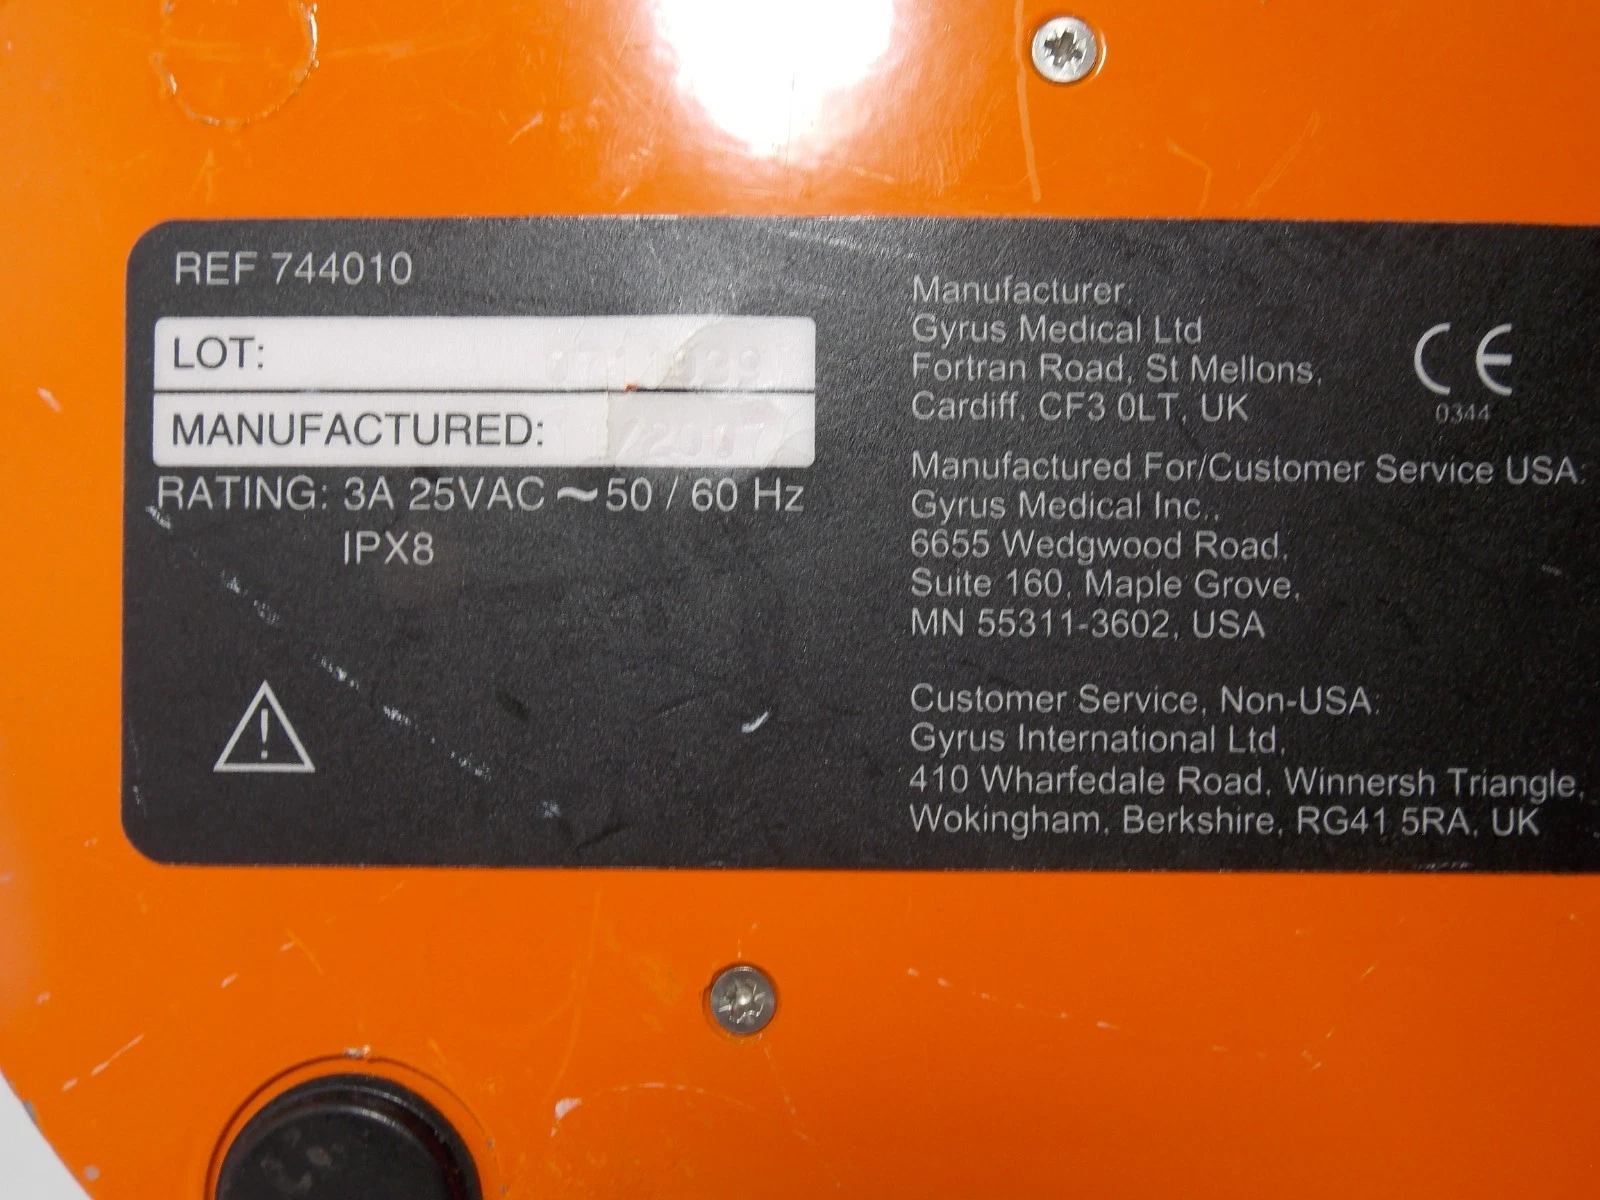 REF 744010
LOT:
MANUFACTURED:
RATING: 3A 25VAC ~50 / 60 Hz
IPX8
Manufacturer:
Gyrus Medical Ltd
Fortran Road, St Mellons,
Cardiff, CF3 0LT, UK
CE
0344
Manufactured For/Customer Service USA:
Gyrus Medical Inc.,
6655 Wedgwood Road,
Suite 160, Maple Grove,
MN 55311-3602, USA
Customer Service, Non-USA:
Gyrus International Ltd,
410 Wharfedale Road, Winnersh Triangle,
Wokingham, Berkshire, RG41 5RA, UK